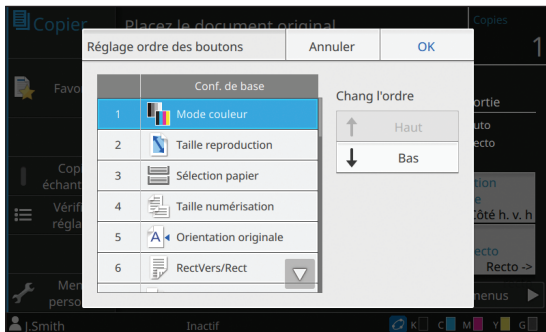 Copier
Placez le document original.
Copies
1
Réglage ordre des boutons
Annuler
OK
Favo
Conf. de base
1 Mode couleur
2 Taille reproduction
3 Sélection papier
4 Taille numérisation
5 Orientation originale
6 RectVers/Rect
Chang l'ordre
Haut
Bas
ortie
uto
ecto
Cop
échant
Vérifi
régla
Men
perso
tion
e
Côté h. v. h
ecto
Recto ->
menus
J.Smith
Inactif
K C M Y G